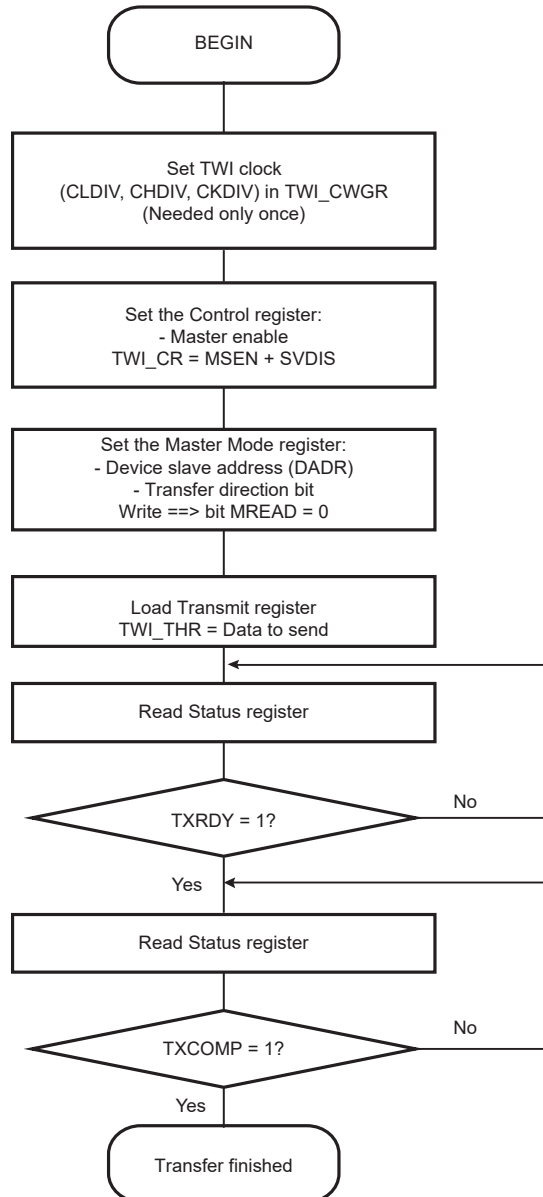 BEGIN
Set TWI clock
(CLDIV, CHDIV, CKDIV) in TWI_CWGR
(Needed only once)
Set the Control register:
- Master enable
TWI_CR = MSEN + SVDIS
Set the Master Mode register:
- Device slave address (DADR)
- Transfer direction bit
Write ==> bit MREAD = 0
Load Transmit register
TWI_THR = Data to send
Read Status register
TXRDY = 1?
No
Yes
Read Status register
TXCOMP = 1?
No
Yes
Transfer finished